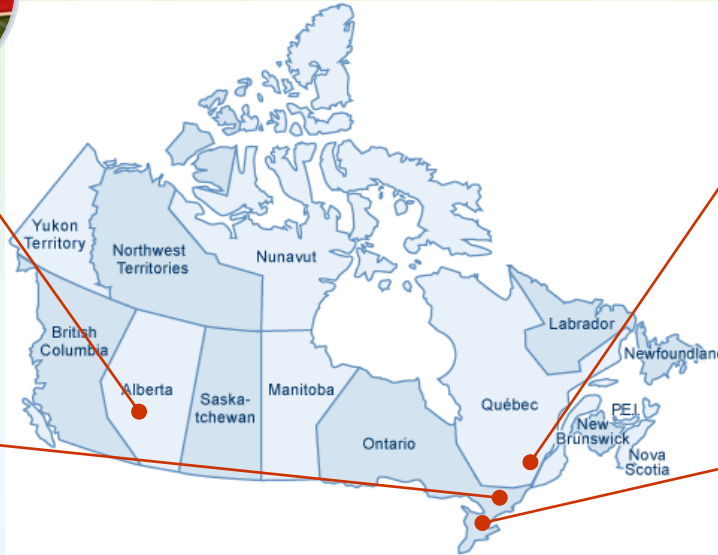 Yukon
Territory
Northwest
Territories
Nunavut
British
Columbia
Alberta
Saska-
tchewan
Manitoba
Ontario
Québec
Labrador
Newfoundland
P.E.I.
New
Brunswick
Nova
Scotia